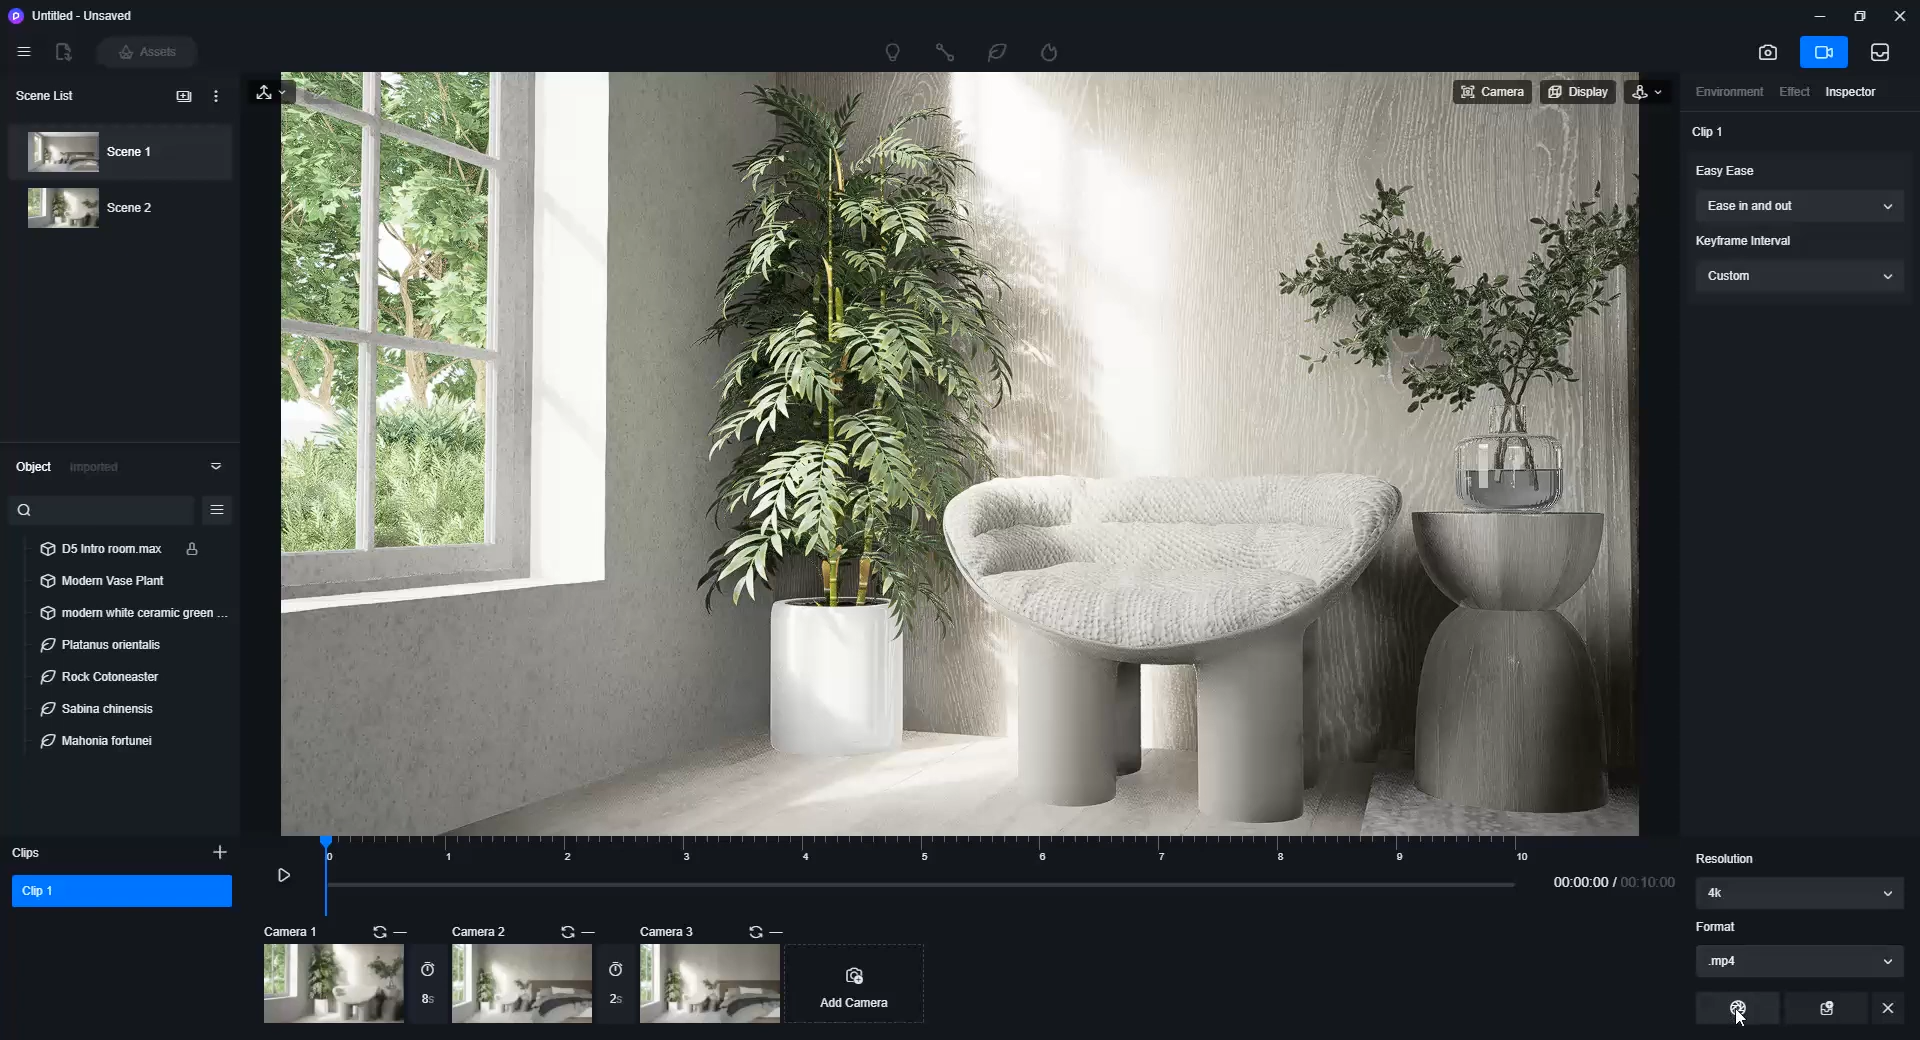 Untitled - Unsaved
Assets
Scene List
Scene 1
Scene 2
Object Imported
D5 Intro room.max
Modern Vase Plant
modern white ceramic green ...
Platanus orientalis
Rock Cotoneaster
Sabina chinensis
Mahonia fortunei
Camera Display
Environment Effect Inspector
Clip 1
Easy Ease
Ease in and out
Keyframe Interval
Custom
Clips
Clip 1
0 1 2 3 4 5 6 7 8 9 10
00:00:00 / 00:10:00
Camera 1 Camera 2 Camera 3
8s 2s
Add Camera
Resolution
4k
Format
.mp4